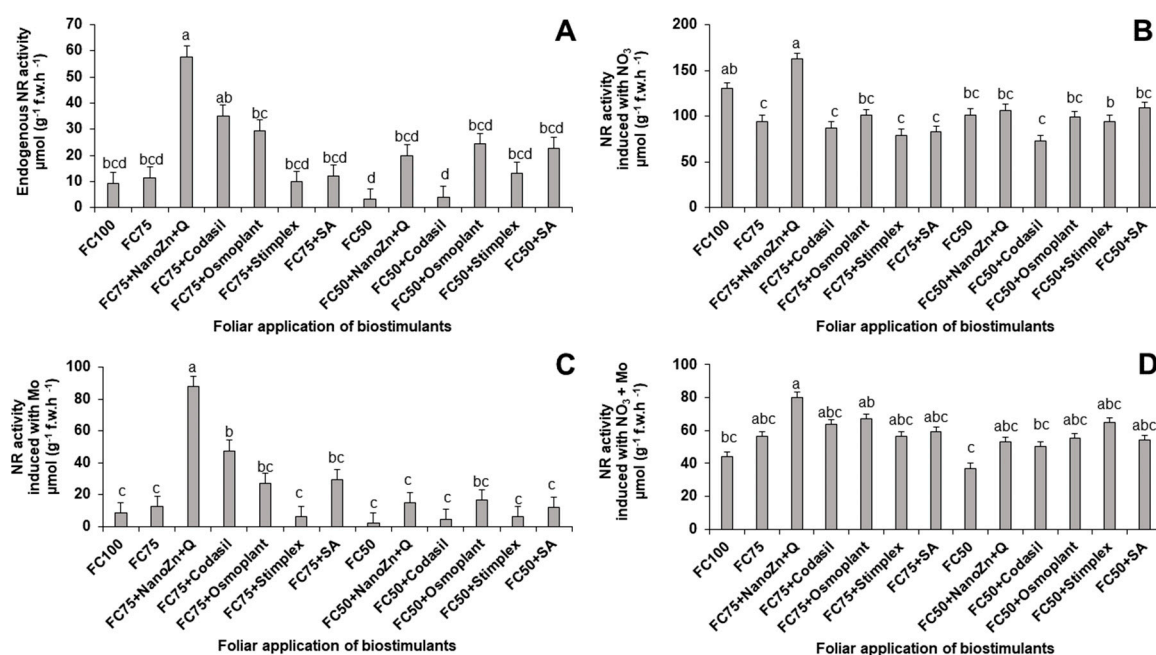 A
Endogenous NR activity
µmol (g⁻¹ f.w.h ⁻¹)
70
60
50
40
30
20
10
0
bcd
bcd
a
ab
bc
bcd
bcd
d
bcd
d
bcd
bcd
bcd
FC100
FC75
FC75+NanoZn+Q
FC75+Codasil
FC75+Osmoplant
FC75+Stimplex
FC75+SA
FC50
FC50+NanoZn+Q
FC50+Codasil
FC50+Osmoplant
FC50+Stimplex
FC50+SA
Foliar application of biostimulants
B
NR activity
induced with NO₃
µmol (g⁻¹ f.w.h ⁻¹)
200
150
100
50
0
ab
c
a
c
bc
c
c
bc
bc
c
bc
b
bc
FC100
FC75
FC75+NanoZn+Q
FC75+Codasil
FC75+Osmoplant
FC75+Stimplex
FC75+SA
FC50
FC50+NanoZn+Q
FC50+Codasil
FC50+Osmoplant
FC50+Stimplex
FC50+SA
Foliar application of biostimulants
C
NR activity
induced with Mo
µmol (g⁻¹ f.w.h ⁻¹)
100
80
60
40
20
0
c
c
a
b
bc
c
bc
c
c
c
bc
c
c
FC100
FC75
FC75+NanoZn+Q
FC75+Codasil
FC75+Osmoplant
FC75+Stimplex
FC75+SA
FC50
FC50+NanoZn+Q
FC50+Codasil
FC50+Osmoplant
FC50+Stimplex
FC50+SA
Foliar application of biostimulants
D
NR activity
induced with NO₃ + Mo
µmol (g⁻¹ f.w.h ⁻¹)
100
80
60
40
20
0
bc
abc
a
abc
ab
abc
abc
c
abc
bc
abc
abc
abc
FC100
FC75
FC75+NanoZn+Q
FC75+Codasil
FC75+Osmoplant
FC75+Stimplex
FC75+SA
FC50
FC50+NanoZn+Q
FC50+Codasil
FC50+Osmoplant
FC50+Stimplex
FC50+SA
Foliar application of biostimulants